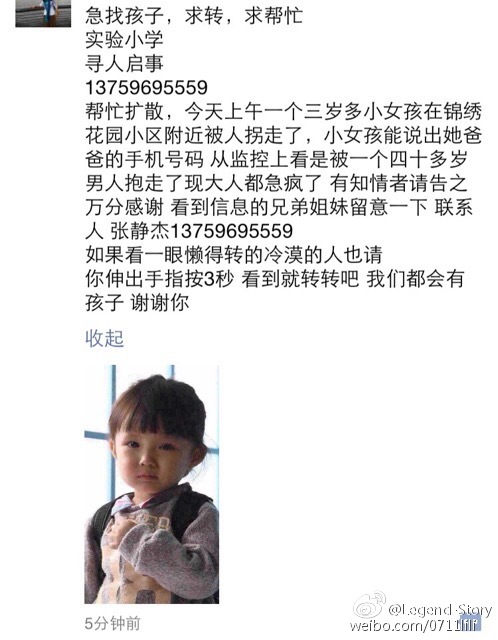 急找孩子，求转，求帮忙
实验小学
寻人启事
13759695559
帮忙扩散，今天上午一个三岁多小女孩在锦绣
花园小区附近被人拐走了，小女孩能说出她爸
爸的手机号码 从监控上看是被一个四十多岁
男人抱走了现大人都急疯了 有知情者请告之
万分感谢 看到信息的兄弟姐妹留意一下 联系
人 张静杰13759695559
如果看一眼懒得转的冷漠的人也请
你伸出手指按3秒 看到就转转吧 我们都会有
孩子 谢谢你
收起
5分钟前
@Legend-Story